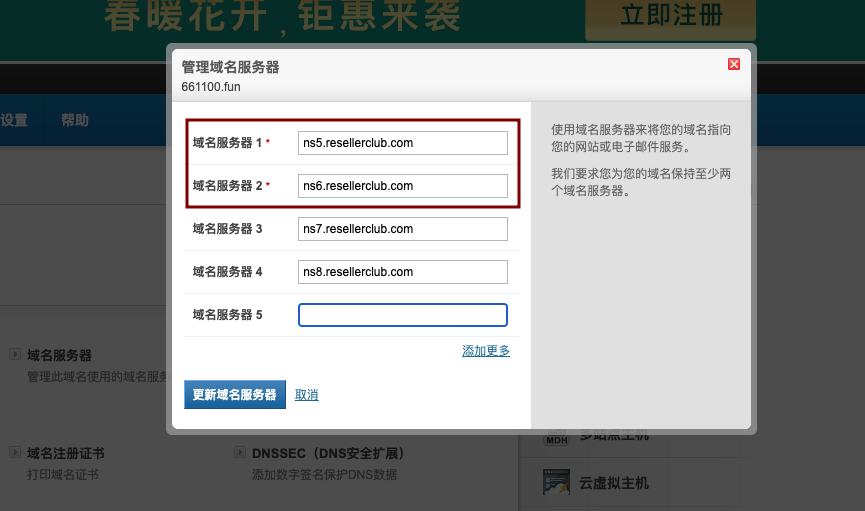 春暖花开,钜惠来袭
立即注册
设置
帮助
管理域名服务器
661100.fun
域名服务器 1 *
ns5.resellerclub.com
域名服务器 2 *
ns6.resellerclub.com
域名服务器 3
ns7.resellerclub.com
域名服务器 4
ns8.resellerclub.com
域名服务器 5
添加更多
更新域名服务器
取消
使用域名服务器来将您的域名指向
您的网站或电子邮件服务。
我们要求您为您的域名保持至少两
个域名服务器。
域名服务器
管理此域名使用的域名服务
域名注册证书
打印域名证书
DNSSEC（DNS安全扩展）
添加数字签名保护DNS数据
MDH
多站点主机
云虚拟主机